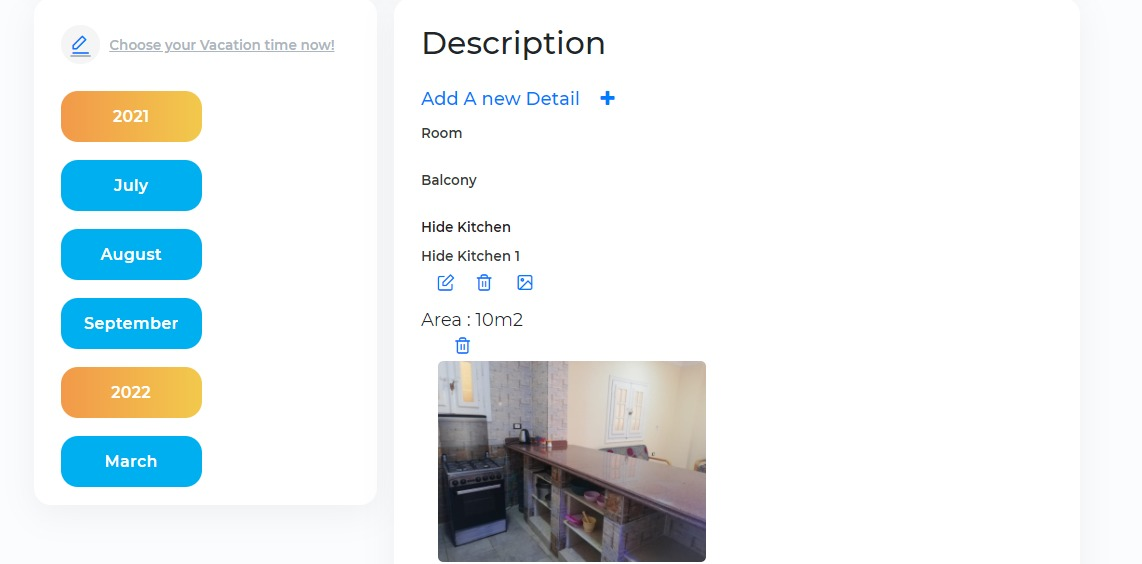 Choose your Vacation time now!
2021
July
August
September
2022
March
Description
Add A new Detail
Room
Balcony
Hide Kitchen
Hide Kitchen 1
Area : 10m2